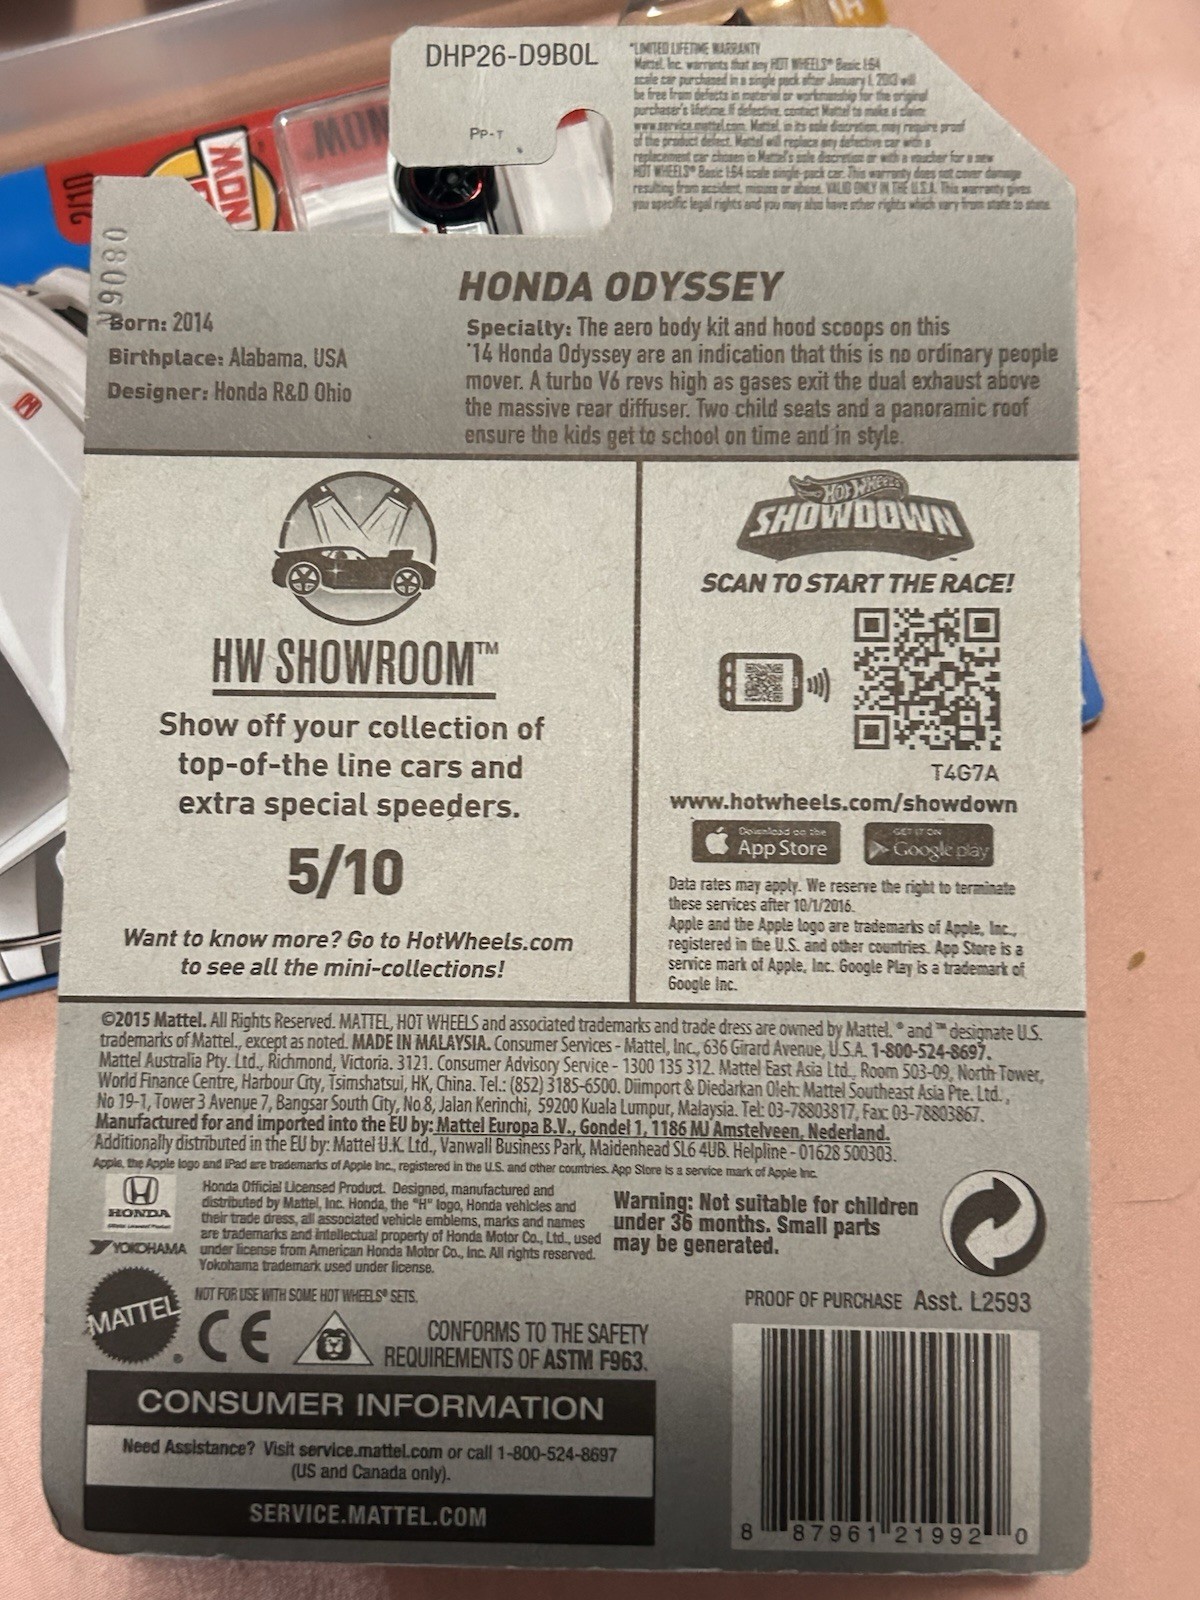 DHP26-D9B0L
PP-T
*LIMITED LIFETIME WARRANTY
Mattel, Inc. warrants that any HOT WHEELS® Basic 1:64
scale car purchased in a single pack after January 1, 2013 will
be free from defects in material or workmanship for the original
purchaser's lifetime. If defective, contact Mattel to make a claim:
www.service.mattel.com. Mattel, in its sole discretion, may require proof
of the product defect. Mattel will replace any defective car with a
replacement car chosen in Mattel's sole discretion or with a voucher for a new
HOT WHEELS® Basic 1:64 scale single-pack car. This warranty does not cover damage
resulting from accident, misuse or abuse. VALID ONLY IN THE U.S.A. This warranty gives
you specific legal rights and you may also have other rights which vary from state to state.
MOM
2/10
HONDA ODYSSEY
Born: 2014
Birthplace: Alabama, USA
Designer: Honda R&D Ohio
Specialty: The aero body kit and hood scoops on this
'14 Honda Odyssey are an indication that this is no ordinary people
mover. A turbo V6 revs high as gases exit the dual exhaust above
the massive rear diffuser. Two child seats and a panoramic roof
ensure the kids get to school on time and in style.
HW SHOWROOM™
Show off your collection of
top-of-the line cars and
extra special speeders.
5/10
Want to know more? Go to HotWheels.com
to see all the mini-collections!
HOT WHEELS
SHOWDOWN
SCAN TO START THE RACE!
T4G7A
www.hotwheels.com/showdown
Download on the
App Store
GET IT ON
Google play
Data rates may apply. We reserve the right to terminate
these services after 10/1/2016.
Apple and the Apple logo are trademarks of Apple, Inc.,
registered in the U.S. and other countries. App Store is a
service mark of Apple, Inc. Google Play is a trademark of
Google Inc.
©2015 Mattel. All Rights Reserved. MATTEL, HOT WHEELS and associated trademarks and trade dress are owned by Mattel. ® and ™ designate U.S.
trademarks of Mattel., except as noted. MADE IN MALAYSIA. Consumer Services - Mattel, Inc., 636 Girard Avenue, U.S.A. 1-800-524-8697.
Mattel Australia Pty. Ltd., Richmond, Victoria. 3121. Consumer Advisory Service - 1300 135 312. Mattel East Asia Ltd., Room 503-09, North Tower,
World Finance Centre, Harbour City, Tsimshatsui, HK, China. Tel.: (852) 3185-6500. Diimport & Diedarkan Oleh: Mattel Southeast Asia Pte. Ltd.,
No 19-1, Tower 3 Avenue 7, Bangsar South City, No 8, Jalan Kerinchi, 59200 Kuala Lumpur, Malaysia. Tel: 03-78803817, Fax: 03-78803867.
Manufactured for and imported into the EU by: Mattel Europa B.V., Gondel 1, 1186 MJ Amstelveen, Nederland.
Additionally distributed in the EU by: Mattel U.K. Ltd., Vanwall Business Park, Maidenhead SL6 4UB. Helpline - 01628 500303.
Apple, the Apple logo and iPad are trademarks of Apple Inc., registered in the U.S. and other countries. App Store is a service mark of Apple Inc.
HONDA
Official Licensed Product
YOKOHAMA
Honda Official Licensed Product. Designed, manufactured and
distributed by Mattel, Inc. Honda, the "H" logo, Honda vehicles and
their trade dress, all associated vehicle emblems, marks and names
are trademarks and intellectual property of Honda Motor Co., Ltd., used
under license from American Honda Motor Co., Inc. All rights reserved.
Yokohama trademark used under license.
Warning: Not suitable for children
under 36 months. Small parts
may be generated.
NOT FOR USE WITH SOME HOT WHEELS® SETS.
MATTEL®
CE
CONFORMS TO THE SAFETY
REQUIREMENTS OF ASTM F963.
PROOF OF PURCHASE Asst. L2593
CONSUMER INFORMATION
Need Assistance? Visit service.mattel.com or call 1-800-524-8697
(US and Canada only).
SERVICE.MATTEL.COM
8 87961 21992 0